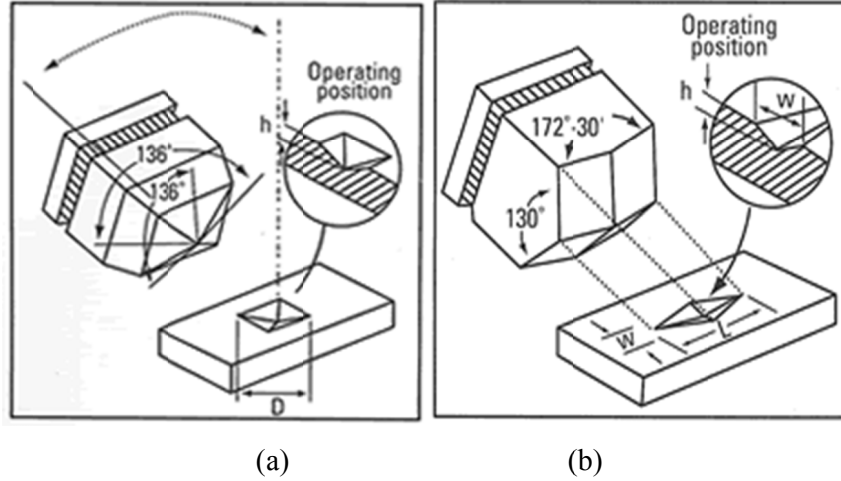 Operating
position
h
136°
136°
D
(a)
Operating
position
h
w
172°·30'
130°
W
L
(b)